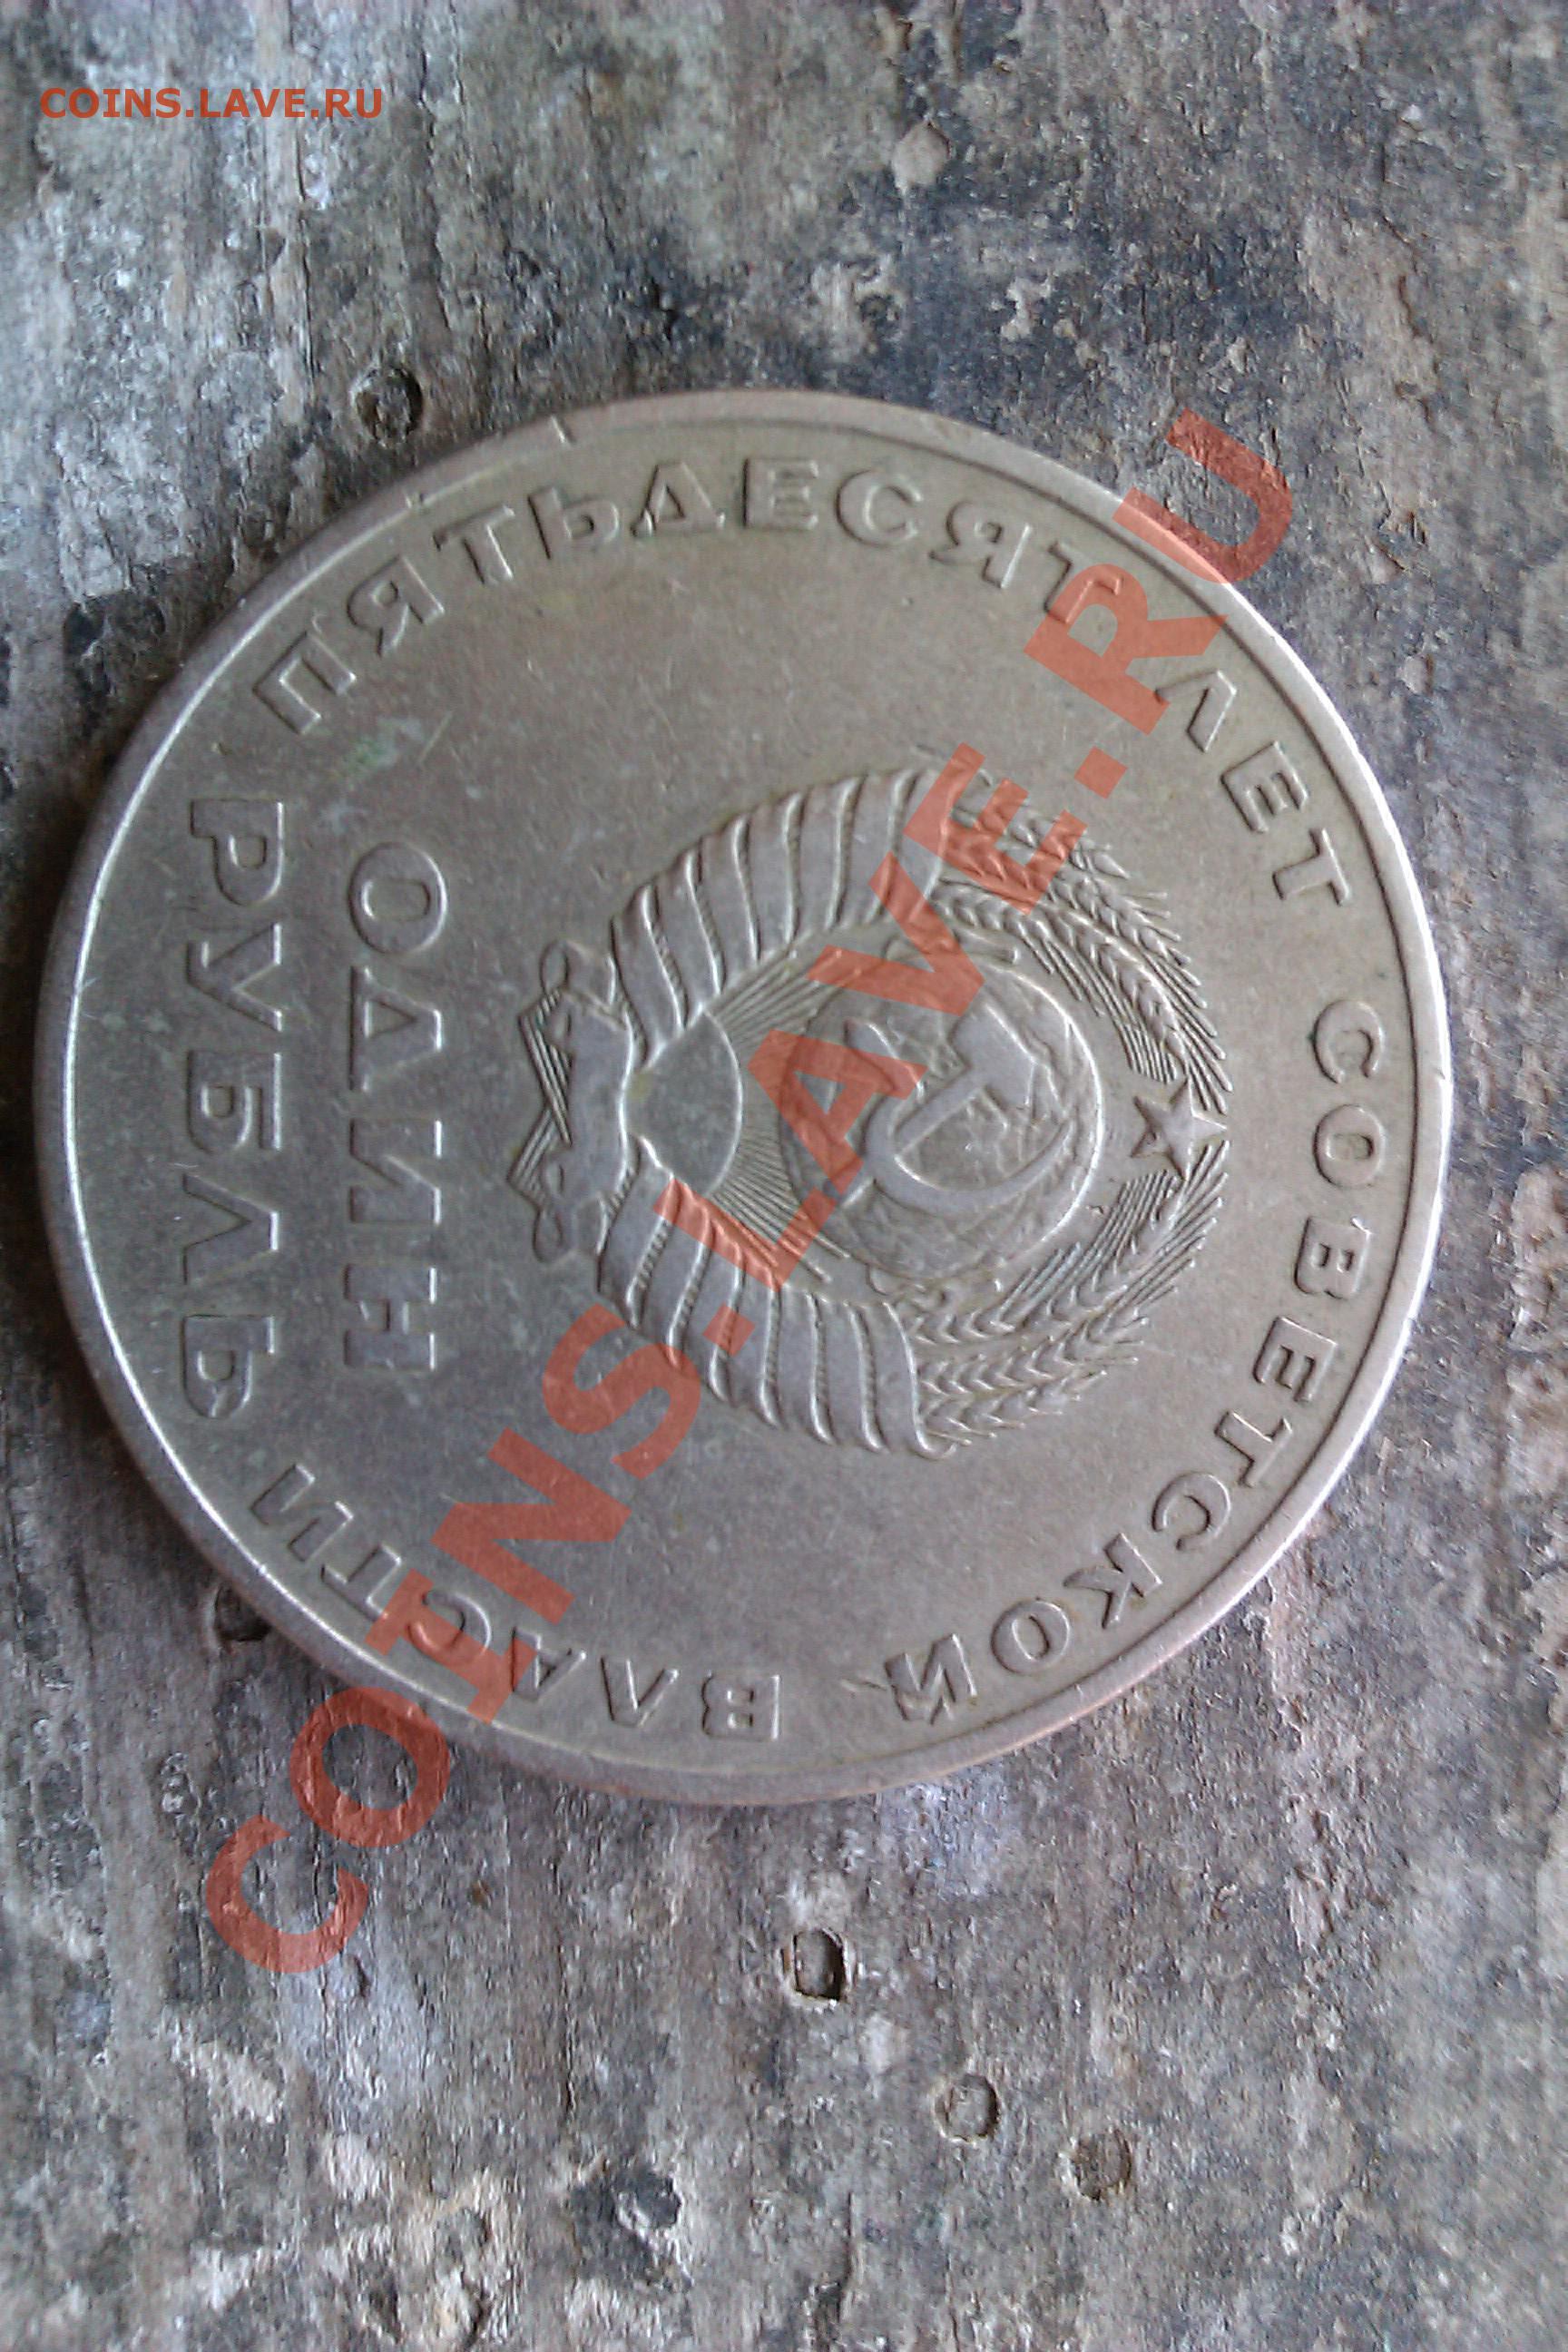 COINS.LAVE.RU
ПЯТЬДЕСЯТ ЛЕТ СОВЕТСКОЙ ВЛАСТИ
ОДИН
РУБЛЬ
COINS.LAVE.RU